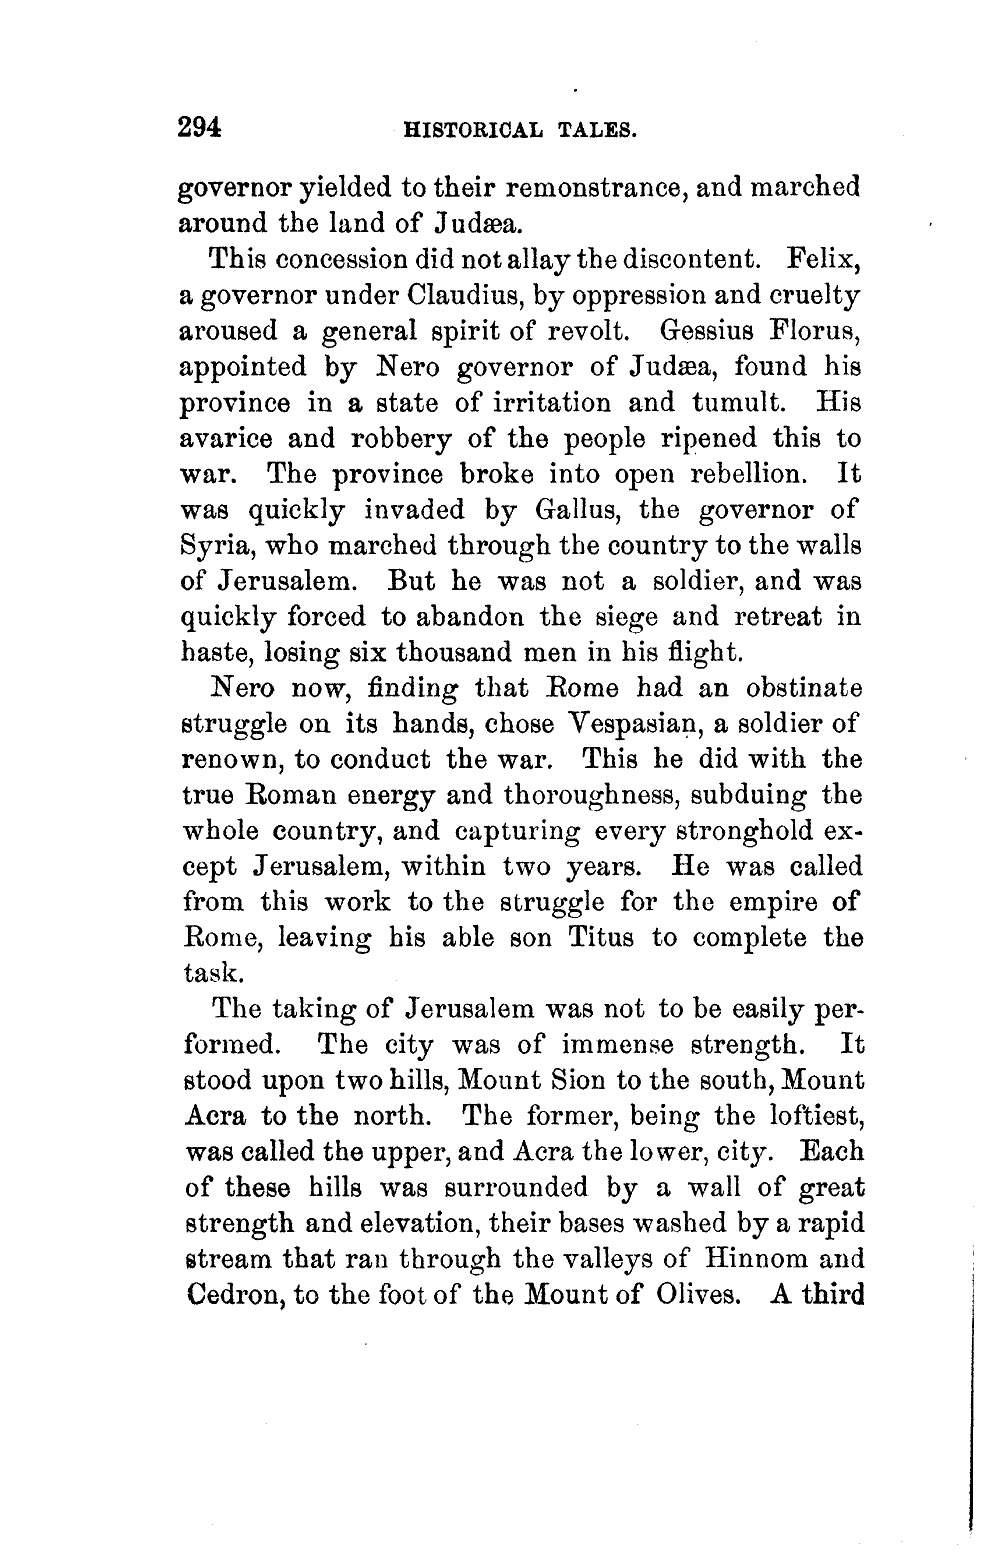 294 HISTORICAL TALES.
governor yielded to their remonstrance, and marched
around the land of Judæa.
This concession did not allay the discontent. Felix,
a governor under Claudius, by oppression and cruelty
aroused a general spirit of revolt. Gessius Florus,
appointed by Nero governor of Judæa, found his
province in a state of irritation and tumult. His
avarice and robbery of the people ripened this to
war. The province broke into open rebellion. It
was quickly invaded by Gallus, the governor of
Syria, who marched through the country to the walls
of Jerusalem. But he was not a soldier, and was
quickly forced to abandon the siege and retreat in
haste, losing six thousand men in his flight.
Nero now, finding that Rome had an obstinate
struggle on its hands, chose Vespasian, a soldier of
renown, to conduct the war. This he did with the
true Roman energy and thoroughness, subduing the
whole country, and capturing every stronghold ex-
cept Jerusalem, within two years. He was called
from this work to the struggle for the empire of
Rome, leaving his able son Titus to complete the
task.
The taking of Jerusalem was not to be easily per-
formed. The city was of immense strength. It
stood upon two hills, Mount Sion to the south, Mount
Acra to the north. The former, being the loftiest,
was called the upper, and Acra the lower, city. Each
of these hills was surrounded by a wall of great
strength and elevation, their bases washed by a rapid
stream that ran through the valleys of Hinnom and
Cedron, to the foot of the Mount of Olives. A third